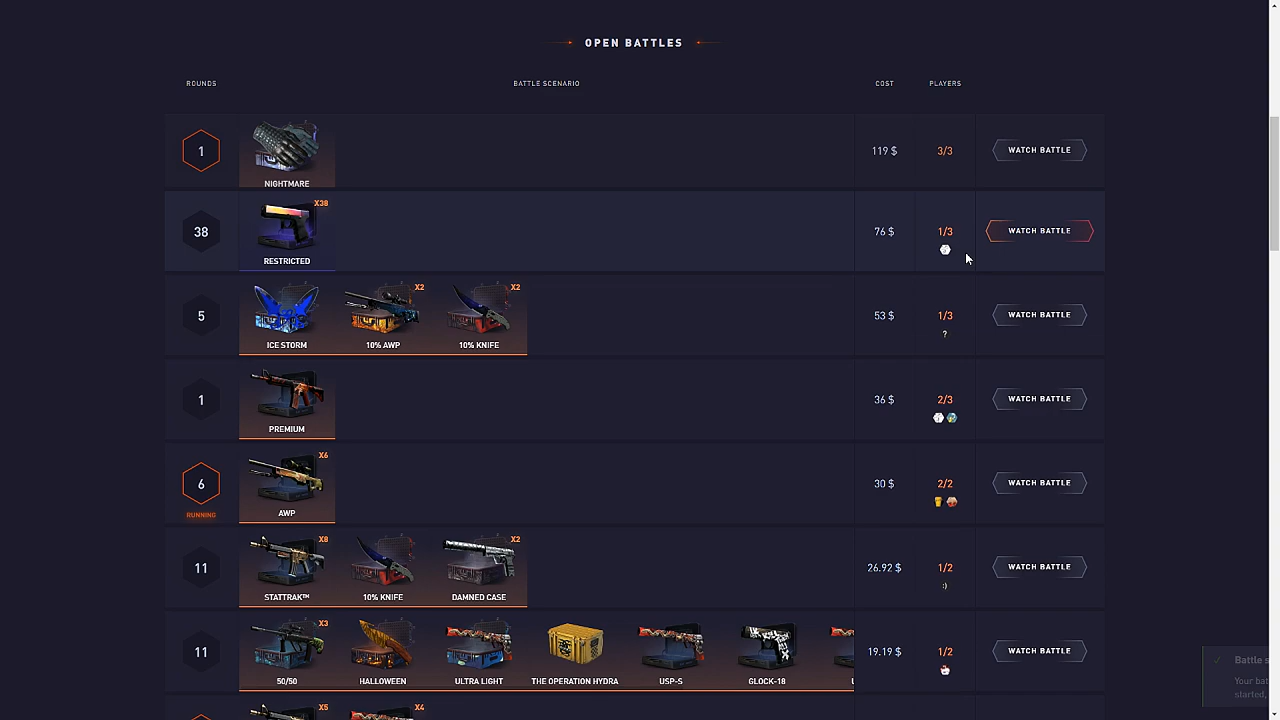 OPEN BATTLES
ROUNDS BATTLE SCENARIO COST PLAYERS
1 NIGHTMARE 119 $ 3/3 WATCH BATTLE
38 X38 RESTRICTED 76 $ 1/3 WATCH BATTLE
5 ICE STORM X2 10% AWP X2 10% KNIFE 53 $ 1/3 ? WATCH BATTLE
1 PREMIUM 36 $ 2/3 WATCH BATTLE
6 RUNNING X6 AWP 30 $ 2/2 WATCH BATTLE
11 X8 STATTRAK™ 10% KNIFE X2 DAMNED CASE 26.92 $ 1/2 :) WATCH BATTLE
11 X3 50/50 HALLOWEEN ULTRA LIGHT THE OPERATION HYDRA USP-S GLOCK-18 19.19 $ 1/2 WATCH BATTLE
Battle s
Your bat
started,
X5 X4